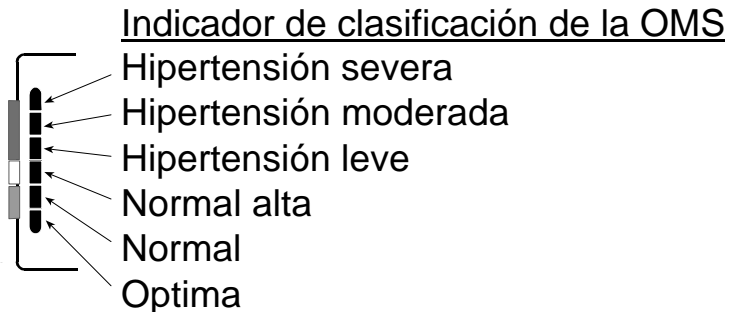 Indicador de clasificación de la OMS
Hipertensión severa
Hipertensión moderada
Hipertensión leve
Normal alta
Normal
Optima